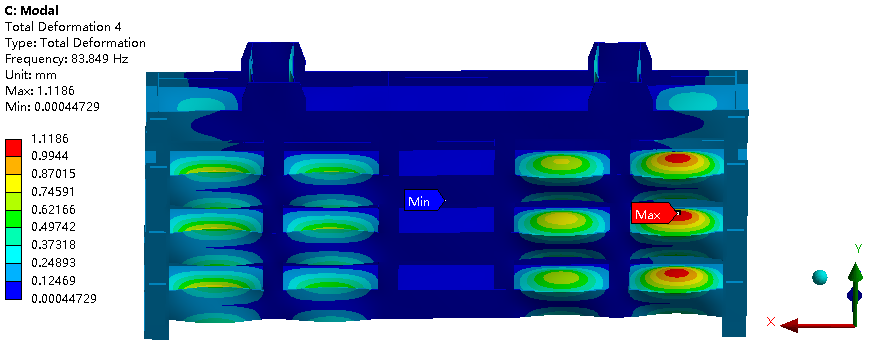 C: Modal
Total Deformation 4
Type: Total Deformation
Frequency: 83.849 Hz
Unit: mm
Max: 1.1186
Min: 0.00044729
1.1186
0.9944
0.87015
0.74591
0.62166
0.49742
0.37318
0.24893
0.12469
0.00044729
Min
Max
Y
X